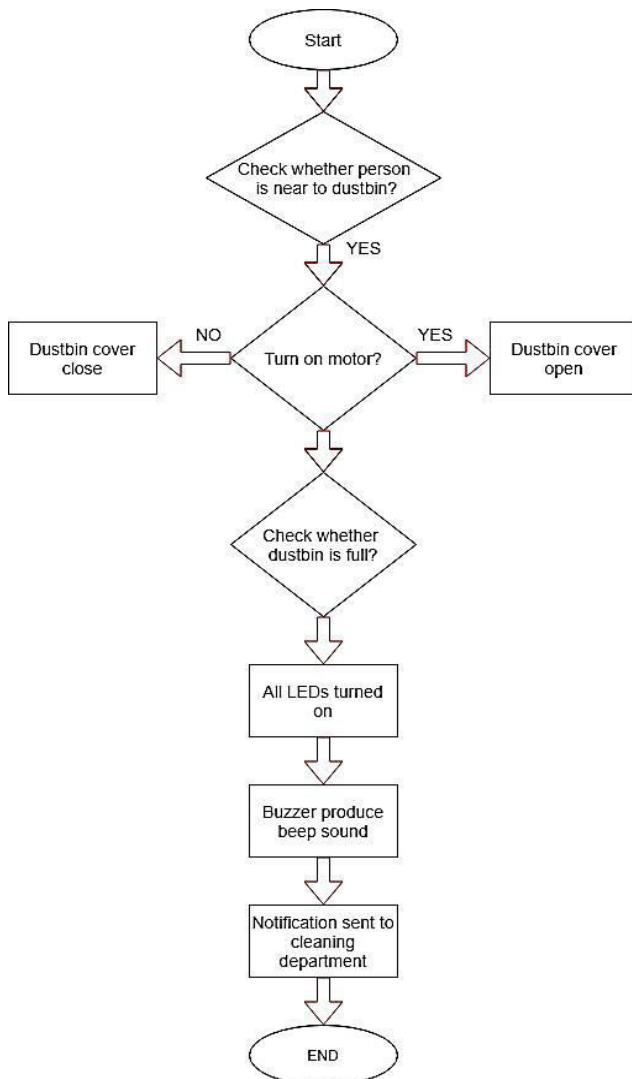 Start
Check whether person
is near to dustbin?
YES
NO
YES
Dustbin cover
close
Turn on motor?
Dustbin cover
open
Check whether
dustbin is full?
All LEDs turned
on
Buzzer produce
beep sound
Notification sent to
cleaning
department
END